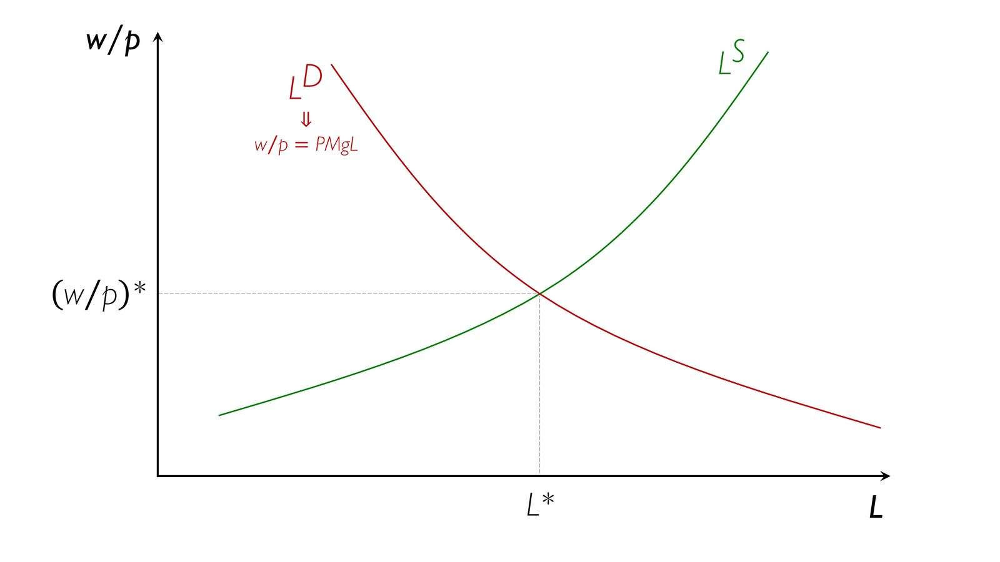 w/p
L^D
⇓
w/p = PMgL
L^S
(w/p)*
L*
L